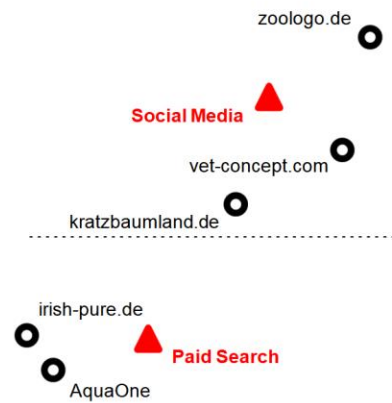 zoologo.de
Social Media
vet-concept.com
kratzbaumland.de
irish-pure.de
Paid Search
AquaOne